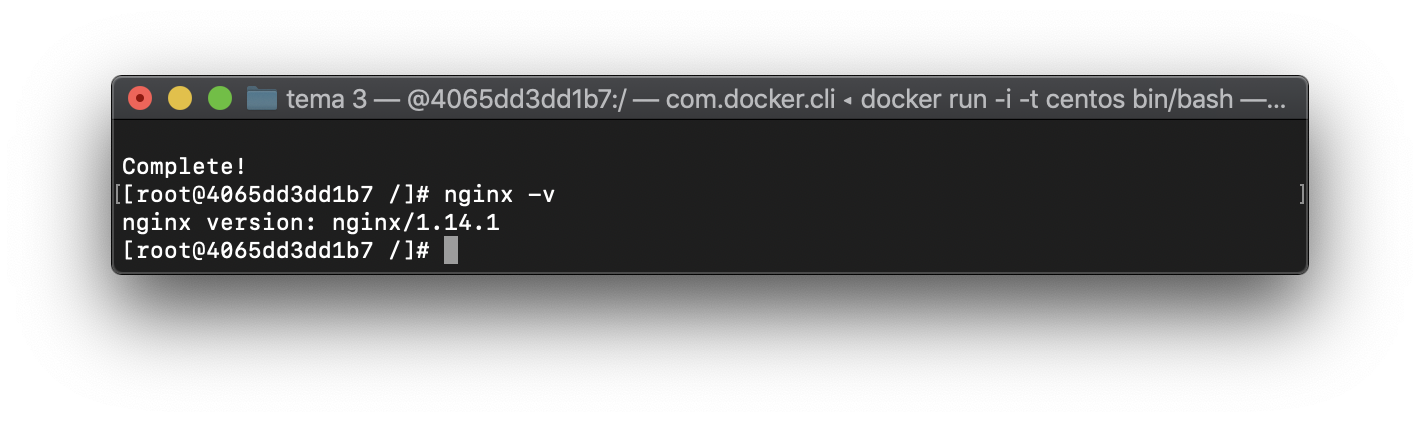 tema 3 — @4065dd3dd1b7:/ — com.docker.cli ◂ docker run -i -t centos bin/bash —...
Complete!
[[root@4065dd3dd1b7 /]# nginx -v ]
nginx version: nginx/1.14.1
[root@4065dd3dd1b7 /]#